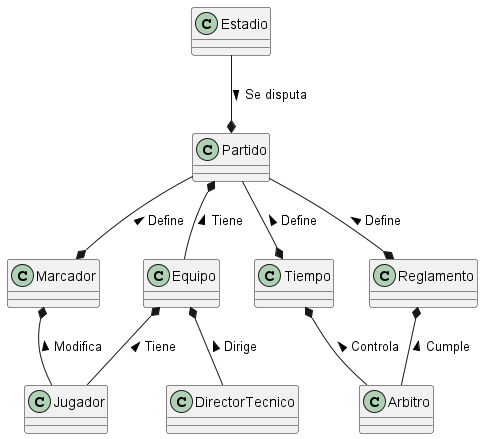 C Estadio
Se disputa
C Partido
Define
Tiene
Define
Define
C Marcador
C Equipo
C Tiempo
C Reglamento
Modifica
Tiene
Dirige
Controla
Cumple
C Jugador
C DirectorTecnico
C Arbitro